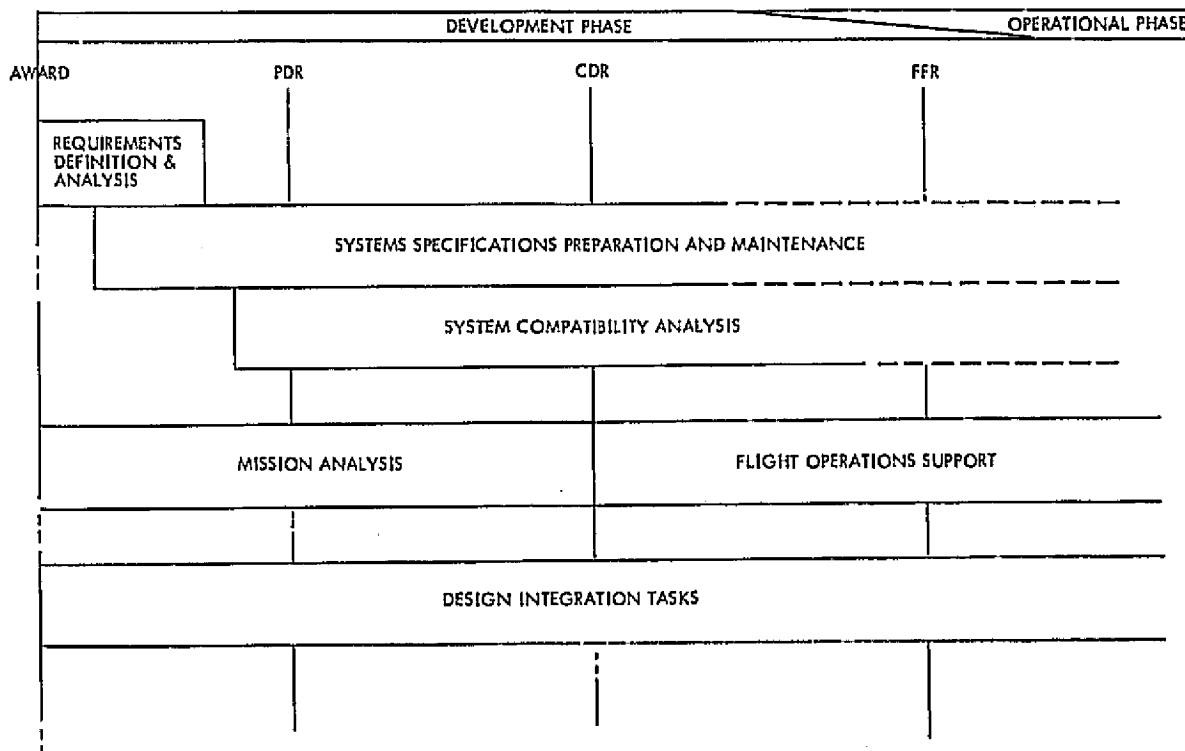 DEVELOPMENT PHASE
OPERATIONAL PHASE
AWARD
PDR
CDR
FFR
REQUIREMENTS
DEFINITION &
ANALYSIS
SYSTEMS SPECIFICATIONS PREPARATION AND MAINTENANCE
SYSTEM COMPATIBILITY ANALYSIS
MISSION ANALYSIS
FLIGHT OPERATIONS SUPPORT
DESIGN INTEGRATION TASKS